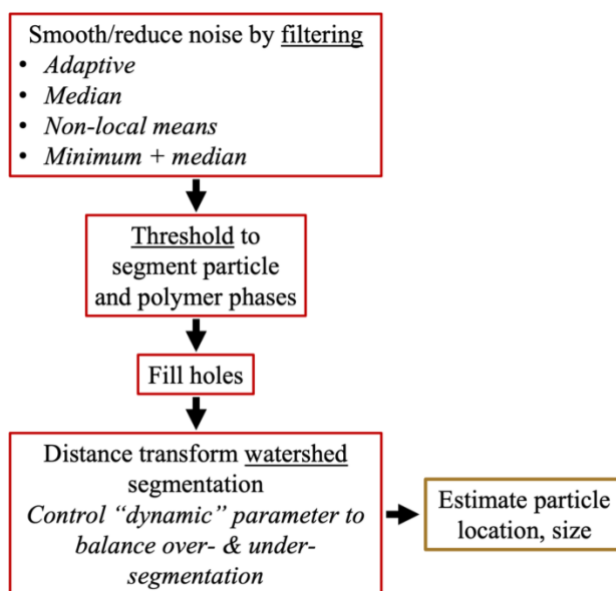 Smooth/reduce noise by filtering
• Adaptive
• Median
• Non-local means
• Minimum + median
Threshold to
segment particle
and polymer phases
Fill holes
Distance transform watershed
segmentation
Control “dynamic” parameter to
balance over- & under-
segmentation
Estimate particle
location, size